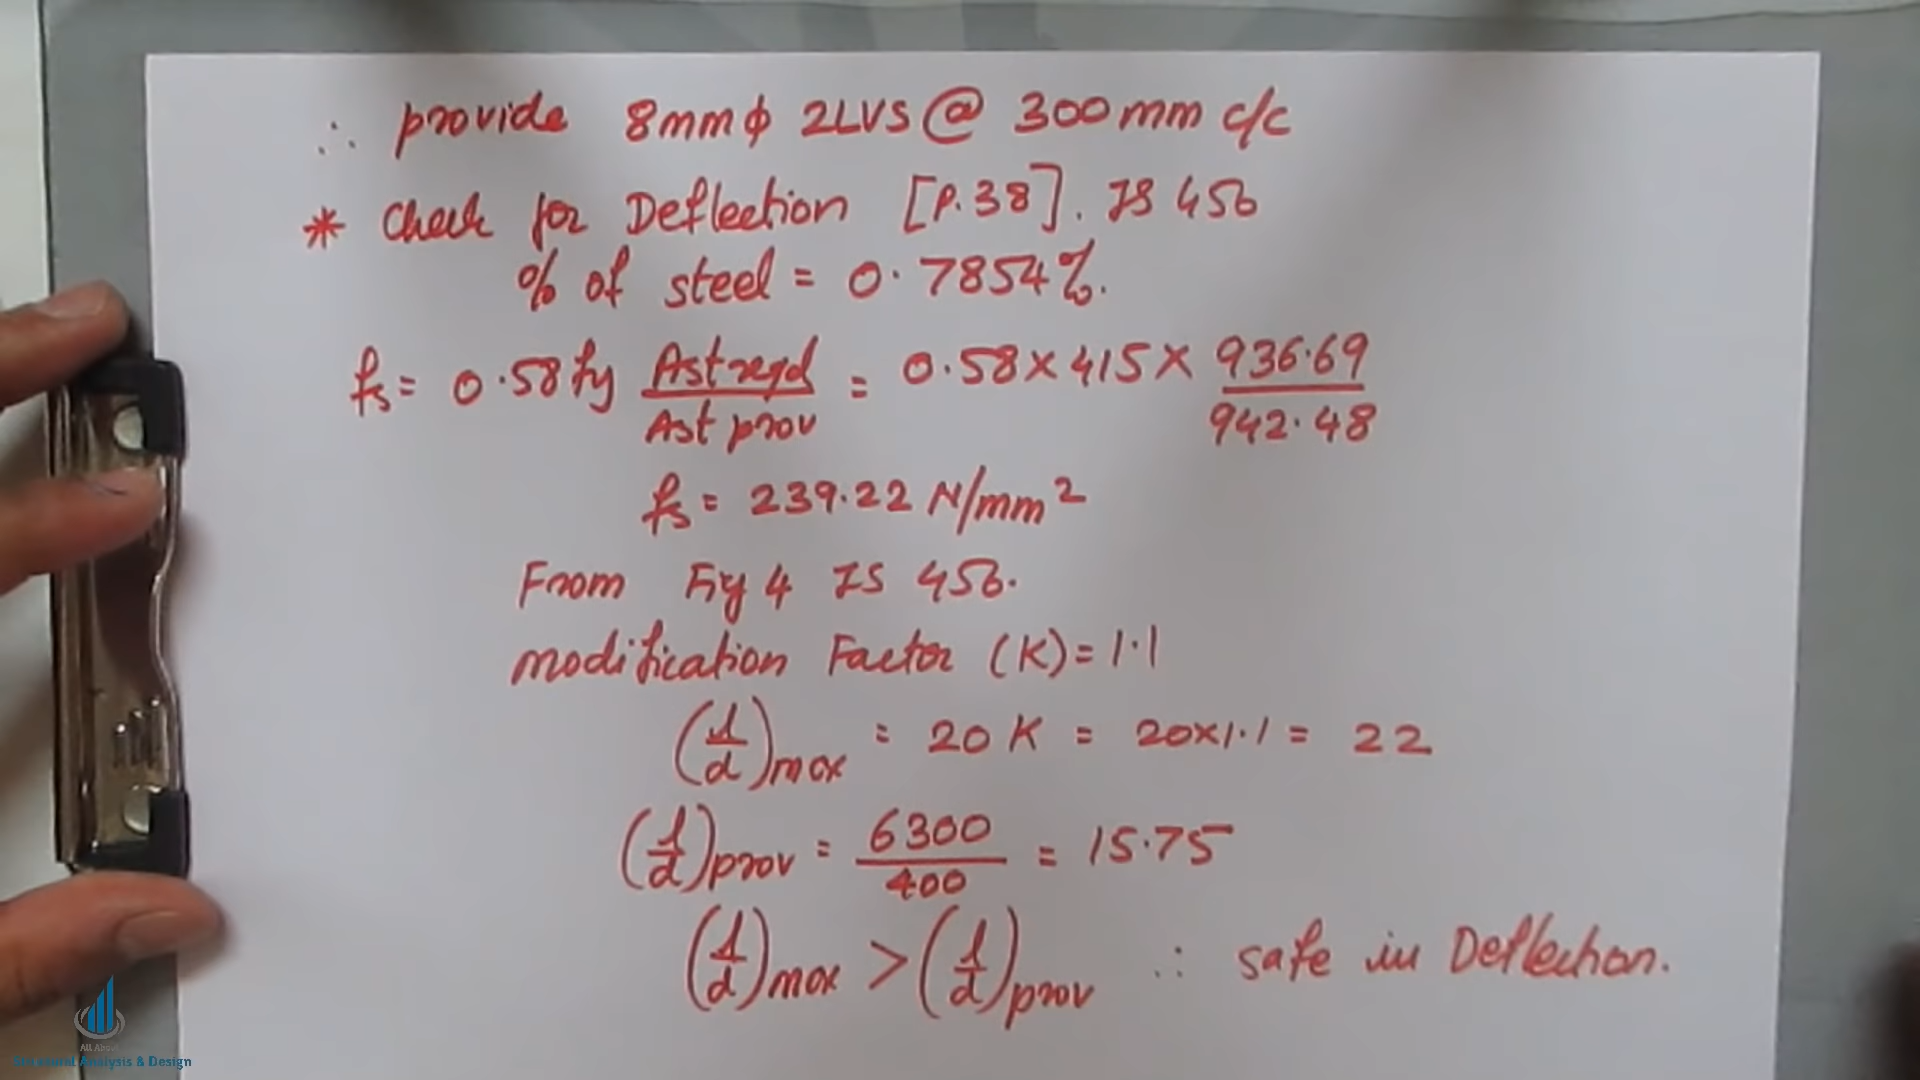 ∴ provide 8mmϕ 2LVS @ 300mm c/c
* Check for Deflection [P.38]. IS 456
% of steel = 0.7854%.
fs = 0.58 fy Ast reqd / Ast prov = 0.58 × 415 × 936.69 / 942.48
fs = 239.22 N/mm²
From Fig 4 IS 456.
modification Factor (K) = 1.1
(l/d)max = 20 K = 20×1.1 = 22
(l/d)prov = 6300 / 400 = 15.75
(l/d)max > (l/d)prov ∴ safe in Deflection.
All About
Structural Analysis & Design